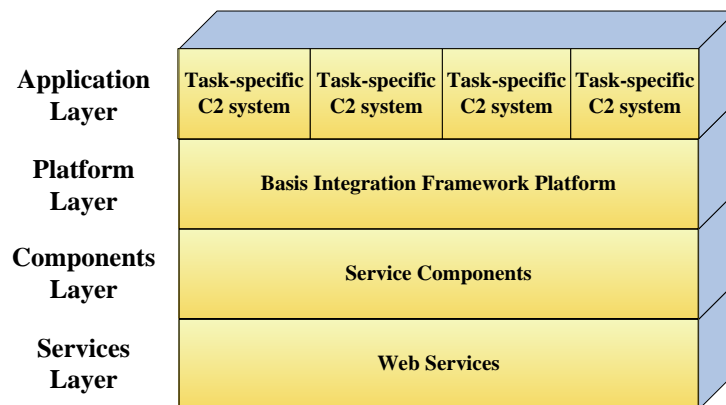 Application
Layer
Task-specific
C2 system
Task-specific
C2 system
Task-specific
C2 system
Task-specific
C2 system
Platform
Layer
Basis Integration Framework Platform
Components
Layer
Service Components
Services
Layer
Web Services